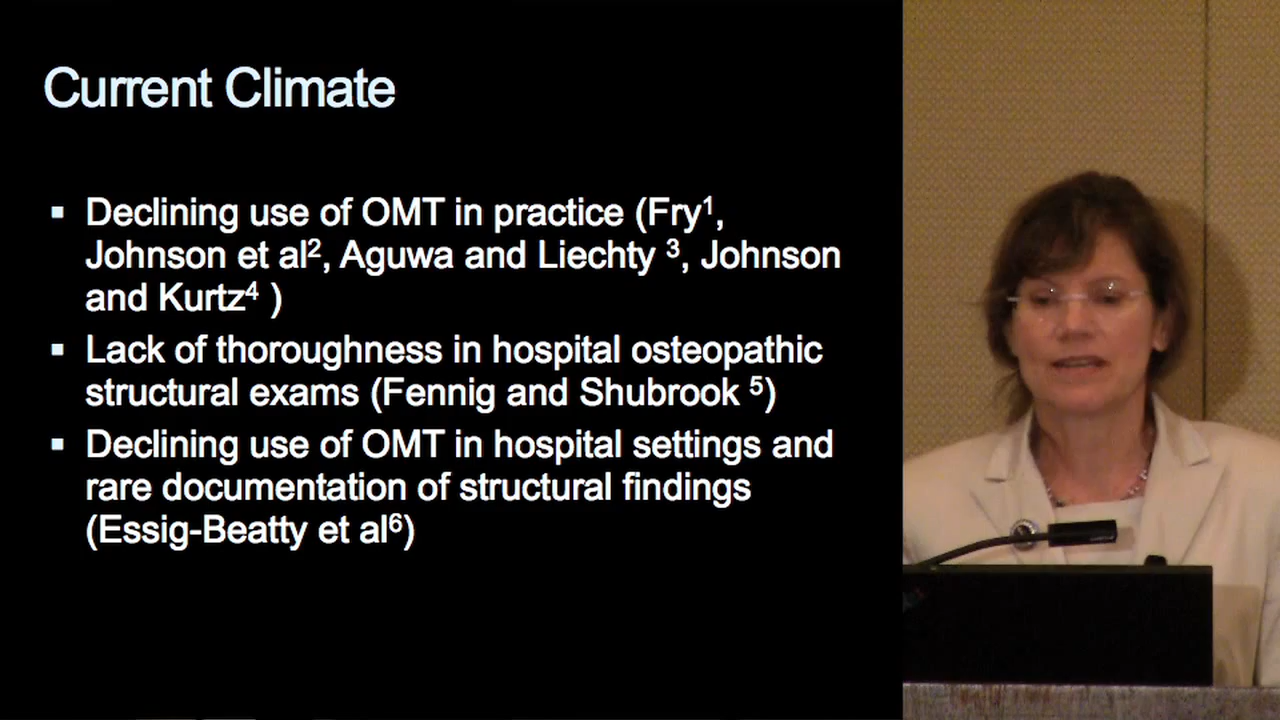 Current Climate
▪ Declining use of OMT in practice (Fry¹,
Johnson et al², Aguwa and Liechty ³, Johnson
and Kurtz⁴ )
▪ Lack of thoroughness in hospital osteopathic
structural exams (Fennig and Shubrook ⁵)
▪ Declining use of OMT in hospital settings and
rare documentation of structural findings
(Essig-Beatty et al⁶)